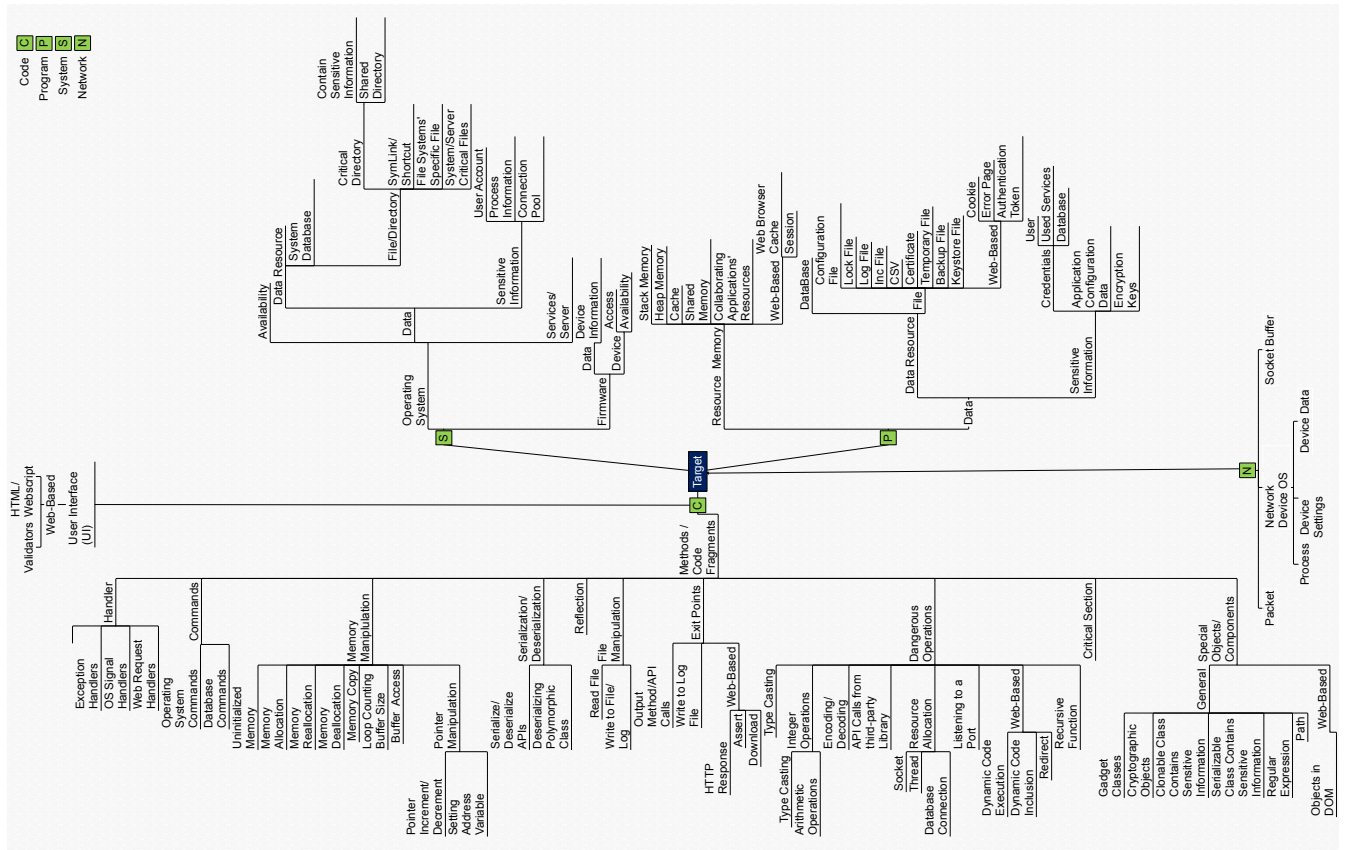 Code C
Program P
System S
Network N
Target
C
Validators
HTML/
Webscript
Web-Based
User Interface
(UI)
Methods /
Code
Fragments
Handler
Exception
Handlers
OS Signal
Handlers
Web Request
Handlers
Commands
Operating
System
Commands
Database
Commands
Memory
Maniplulation
Uninitialized
Memory
Memory
Allocation
Memory
Reallocation
Memory
Deallocation
Memory Copy
Loop Counting
Buffer Size
Buffer Access
Pointer
Manipulation
Pointer
Increment/
Decrement
Setting
Address
Variable
Serialization/
Deserialization
Serialize/
Deserialize
APIs
Deserializing
Polymorphic
Class
Reflection
File
Manipulation
Read File
Write to File/
Log
Exit Points
Output
Method/API
Calls
Write to Log
File
Web-Based
HTTP
Response
Assert
Download
Dangerous
Operations
Type Casting
Integer
Operations
Type Casting
Arithmetic
Operations
Encoding/
Decoding
API Calls from
third-party
Library
Resource
Allocation
Socket
Thread
Database
Connection
Listening to a
Port
Web-Based
Dynamic Code
Execution
Dynamic Code
Inclusion
Redirect
Recursive
Function
Critical Section
Special
Objects/
Components
General
Gadget
Classes
Cryptographic
Objects
Clonable Class
Contains
Sensitive
Information
Serializable
Class Contains
Sensitive
Information
Regular
Expression
Path
Web-Based
Objects in
DOM
S
Operating
System
Availability
Data
Data Resource
System
Database
File/Directory
Critical
Directory
Contain
Sensitive
Information
Shared
Directory
SymLink/
Shortcut
File Systems'
Specific File
System/Server
Critical Files
Sensitive
Information
User Account
Process
Information
Connection
Pool
Services/
Server
Firmware
Data
Device
Information
Device
Access
Availability
P
Resource Memory
Stack Memory
Heap Memory
Cache
Shared
Memory
Collaborating
Applications'
Resources
Web-Based
Web Browser
Cache
Session
Data
Data Resource
DataBase
File
Configuration
File
Lock File
Log File
Inc File
CSV
Certificate
Temporary File
Backup File
Keystore File
Web-Based
Cookie
Error Page
Authentication
Token
Sensitive
Information
Credentials
User
Used Services
Database
Application
Configuration
Data
Encryption
Keys
N
Packet
Network
Device OS
Socket Buffer
Process
Device
Settings
Device Data